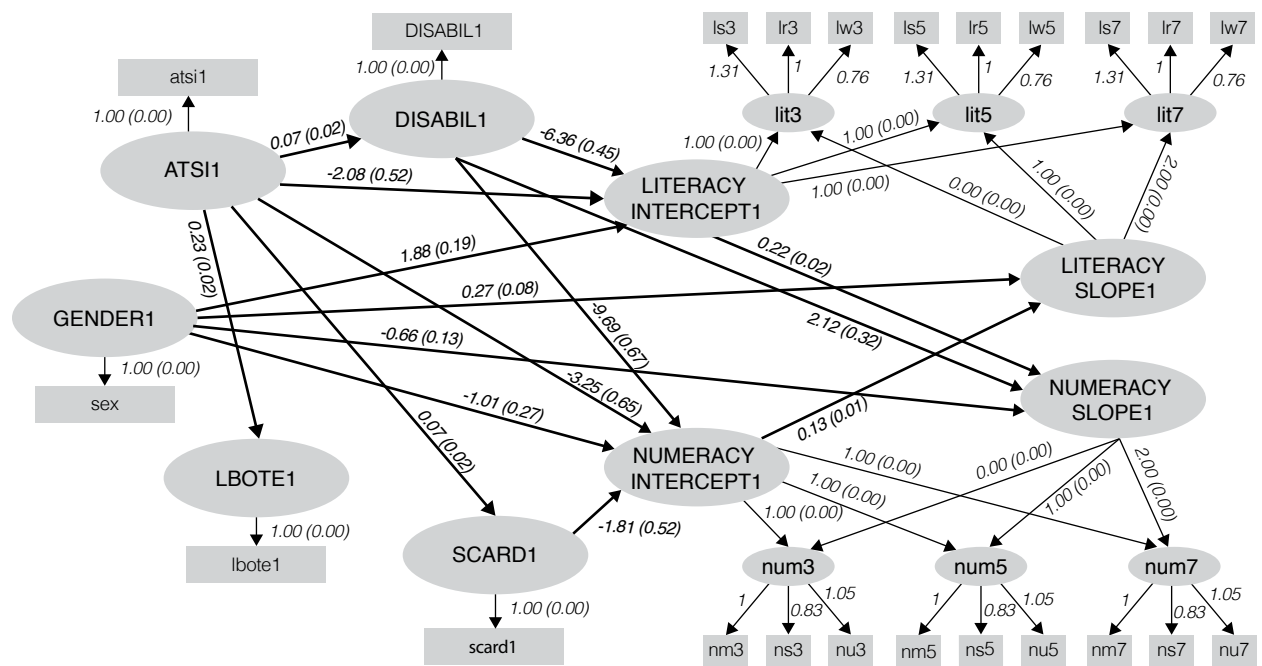 DISABIL1
ls3 lr3 lw3 ls5 lr5 lw5 ls7 lr7 lw7
atsi1
1.00 (0.00)
1.31 1 0.76 1.31 1 0.76 1.31 1 0.76
1.00 (0.00)
DISABIL1
lit3 lit5 lit7
0.07 (0.02)
-6.36 (0.45)
1.00 (0.00)
1.00 (0.00)
ATSI1
-2.08 (0.52)
LITERACY
INTERCEPT1
1.00 (0.00)
0.00 (0.00)
1.00 (0.00)
2.00 (0.00)
0.23 (0.02)
1.88 (0.19)
0.22 (0.02)
LITERACY
SLOPE1
GENDER1
0.27 (0.08)
-0.66 (0.13)
-9.69 (0.67)
2.12 (0.32)
1.00 (0.00)
sex
-3.25 (0.65)
-1.01 (0.27)
0.07 (0.02)
0.13 (0.01)
NUMERACY
SLOPE1
LBOTE1
NUMERACY
INTERCEPT1
1.00 (0.00)
0.00 (0.00)
1.00 (0.00)
2.00 (0.00)
1.00 (0.00)
1.00 (0.00)
1.00 (0.00)
-1.81 (0.52)
lbote1
SCARD1
num3 num5 num7
1.00 (0.00)
1 0.83 1.05 1 0.83 1.05 1 0.83 1.05
scard1
nm3 ns3 nu3 nm5 ns5 nu5 nm7 ns7 nu7